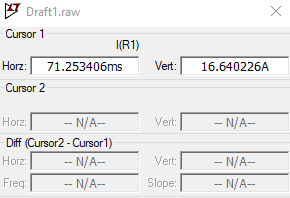 Draft1.raw
Cursor 1
I(R1)
Horz: 71.253406ms Vert: 16.640226A
Cursor 2
Horz: -- N/A-- Vert: -- N/A--
Diff (Cursor2 - Cursor1)
Horz: -- N/A-- Vert: -- N/A--
Freq: -- N/A-- Slope: -- N/A--